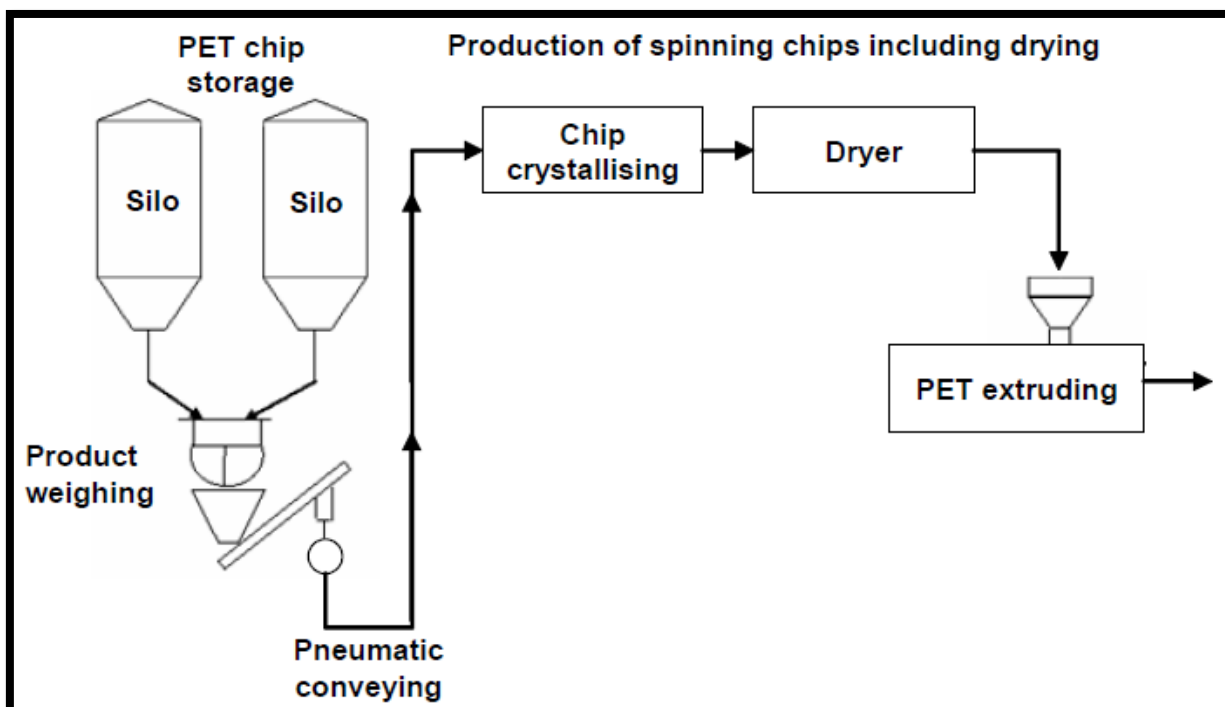 PET chip
storage
Production of spinning chips including drying
Silo
Silo
Chip
crystallising
Dryer
PET extruding
Product
weighing
Pneumatic
conveying